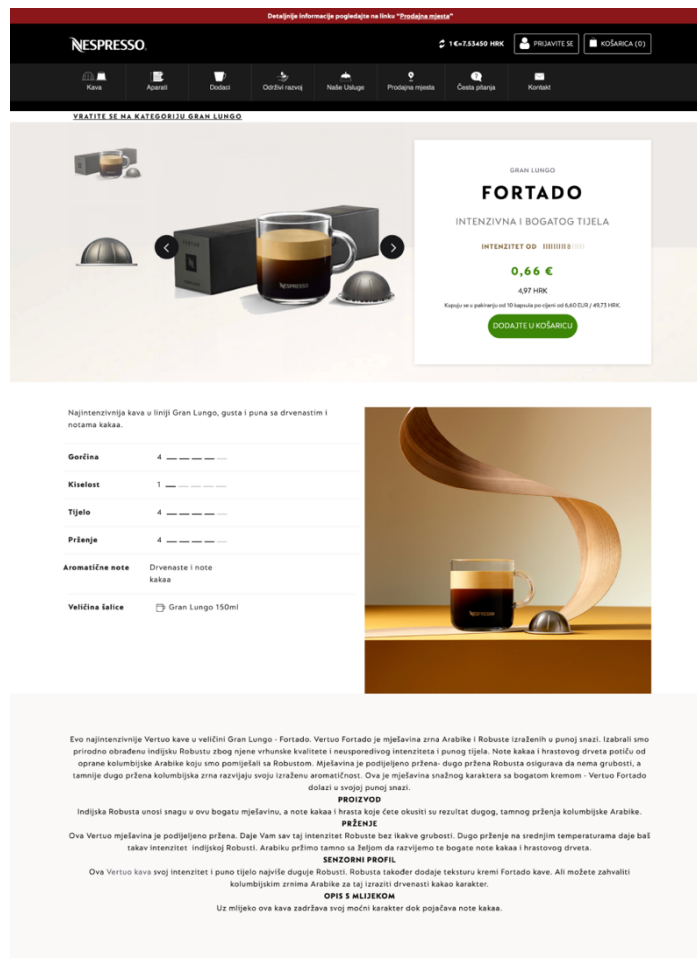 Detaljnije informacije pogledajte na linku "Prodajna mjesta"
NESPRESSO.
1 €=7.53450 HRK
PRIJAVITE SE
KOŠARICA (0)
Kava
Aparati
Dodaci
Održivi razvoj
Naše Usluge
Prodajna mjesta
Česta pitanja
Kontakt
VRATITE SE NA KATEGORIJU GRAN LUNGO
GRAN LUNGO
FORTADO
INTENZIVNA I BOGATOG TIJELA
INTENZITET OD 8
0,66 €
4,97 HRK
Kupuju se u pakiranju od 10 kapsula po cijeni od 6,60 EUR / 49,73 HRK.
DODAJTE U KOŠARICU
NESPRESSO
Najintenzivnija kava u liniji Gran Lungo, gusta i puna sa drvenastim i
notama kakaa.
Gorčina 4
Kiselost 1
Tijelo 4
Prženje 4
Aromatične note Drvenaste i note
kakaa
Veličina šalice Gran Lungo 150ml
NESPRESSO
Evo najintenzivnije Vertuo kave u veličini Gran Lungo - Fortado. Vertuo Fortado je mješavina zrna Arabike i Robuste izraženih u punoj snazi. Izabrali smo
prirodno obrađenu indijsku Robustu zbog njene vrhunske kvalitete i neusporedivog intenziteta i punog tijela. Note kakaa i hrastovog drveta potiču od
oprane kolumbijske Arabike koju smo pomiješali sa Robustom. Mješavina je podijeljeno pržena- dugo pržena Robusta osigurava da nema grubosti, a
tamnije dugo pržena kolumbijska zrna razvijaju svoju izraženu aromatičnost. Ova je mješavina snažnog karaktera sa bogatom kremom - Vertuo Fortado
dolazi u svojoj punoj snazi.
PROIZVOD
Indijska Robusta unosi snagu u ovu bogatu mješavinu, a note kakaa i hrasta koje ćete okusiti su rezultat dugog, tamnog prženja kolumbijske Arabike.
PRŽENJE
Ova Vertuo mješavina je podijeljeno pržena. Daje Vam sav taj intenzitet Robuste bez ikakve grubosti. Dugo prženje na srednjim temperaturama daje baš
takav intenzitet indijskoj Robusti. Arabiku pržimo tamno sa željom da razvijemo te bogate note kakaa i hrastovog drveta.
SENZORNI PROFIL
Ova Vertuo kava svoj intenzitet i puno tijelo najviše duguje Robusti. Robusta također dodaje teksturu kremi Fortado kave. Ali možete zahvaliti
kolumbijskim zrnima Arabike za taj izraziti drvenasti kakao karakter.
OPIS S MLIJEKOM
Uz mlijeko ova kava zadržava svoj moćni karakter dok pojačava note kakaa.